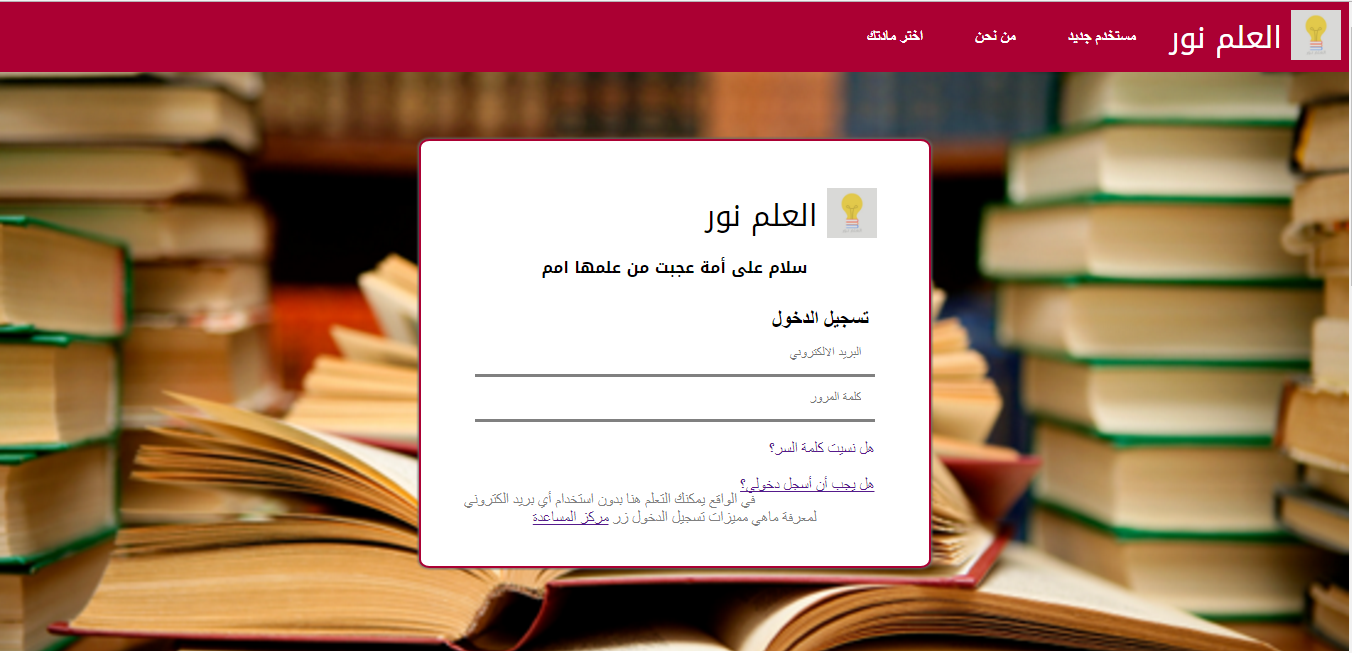 العلم نور
مستخدم جديد
من نحن
اختر مادتك
العلم نور
سلام على أمة عجبت من علمها امم
تسجيل الدخول
البريد الالكتروني
كلمة المرور
هل نسيت كلمة السر؟
هل يجب أن أسجل دخولي؟
في الواقع يمكنك التعلم هنا بدون استخدام أي بريد الكتروني
لمعرفة ماهي مميزات تسجيل الدخول زر مركز المساعدة